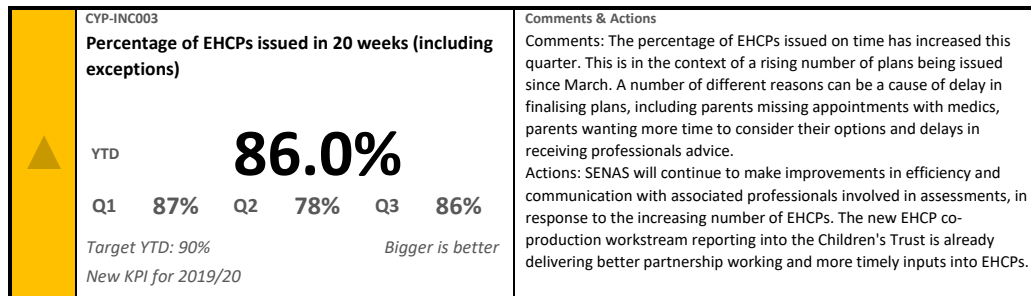 CYP-INC003
Percentage of EHCPs issued in 20 weeks (including
exceptions)
YTD 86.0%
Q1 87% Q2 78% Q3 86%
Target YTD: 90% Bigger is better
New KPI for 2019/20
Comments & Actions
Comments: The percentage of EHCPs issued on time has increased this
quarter. This is in the context of a rising number of plans being issued
since March. A number of different reasons can be a cause of delay in
finalising plans, including parents missing appointments with medics,
parents wanting more time to consider their options and delays in
receiving professionals advice.
Actions: SENAS will continue to make improvements in efficiency and
communication with associated professionals involved in assessments, in
response to the increasing number of EHCPs. The new EHCP co-
production workstream reporting into the Children's Trust is already
delivering better partnership working and more timely inputs into EHCPs.